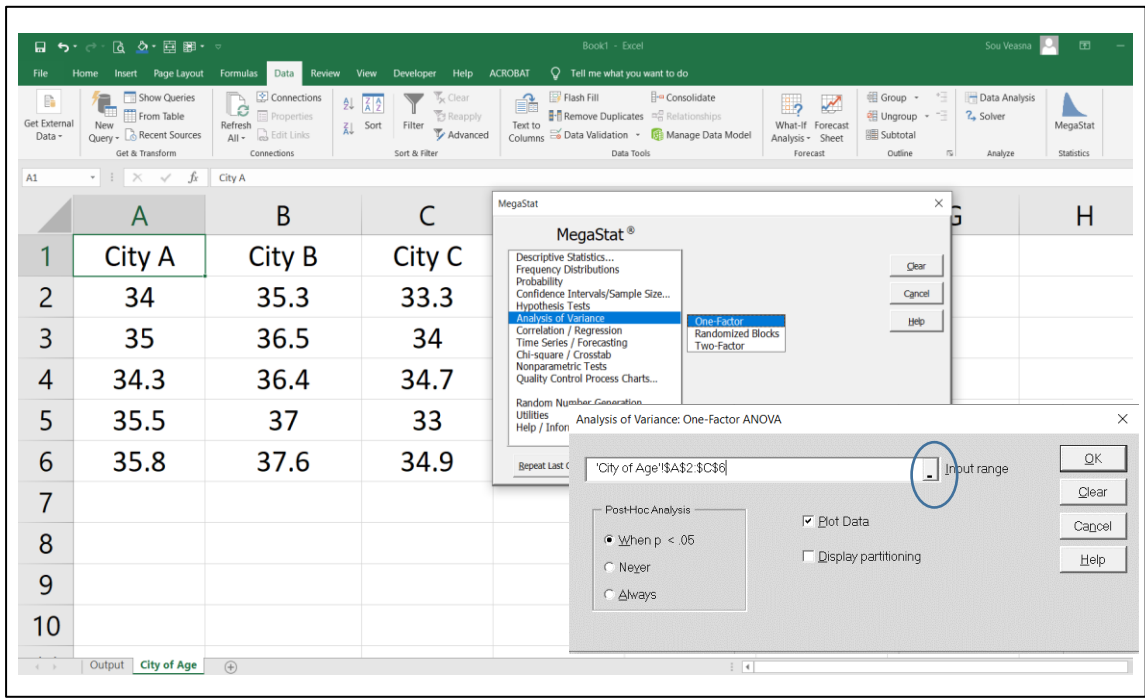 Book1 - Excel
Sou Veasna
File Home Insert Page Layout Formulas Data Review View Developer Help ACROBAT Tell me what you want to do
Get External Data
New Query
Show Queries
From Table
Recent Sources
Get & Transform
Refresh All
Connections
Properties
Edit Links
Connections
Sort
Filter
Clear
Reapply
Advanced
Sort & Filter
Text to Columns
Flash Fill
Remove Duplicates
Data Validation
Consolidate
Relationships
Manage Data Model
Data Tools
What-If Analysis
Forecast Sheet
Forecast
Group
Ungroup
Subtotal
Outline
Data Analysis
Solver
Analyze
MegaStat
Statistics
A1 fx City A
A B C G H
1 City A City B City C
2 34 35.3 33.3
3 35 36.5 34
4 34.3 36.4 34.7
5 35.5 37 33
6 35.8 37.6 34.9
7
8
9
10
Output City of Age
MegaStat
MegaStat ®
Descriptive Statistics...
Frequency Distributions
Probability
Confidence Intervals/Sample Size...
Hypothesis Tests
Analysis of Variance
Correlation / Regression
Time Series / Forecasting
Chi-square / Crosstab
Nonparametric Tests
Quality Control Process Charts...
Random Number Generation
Utilities
Help / Infor
Repeat Last O
One-Factor
Randomized Blocks
Two-Factor
Clear
Cancel
Help
Analysis of Variance: One-Factor ANOVA
'City of Age'!$A$2:$C$6
Input range
Post-Hoc Analysis
When p < .05
Never
Always
Plot Data
Display partitioning
OK
Clear
Cancel
Help